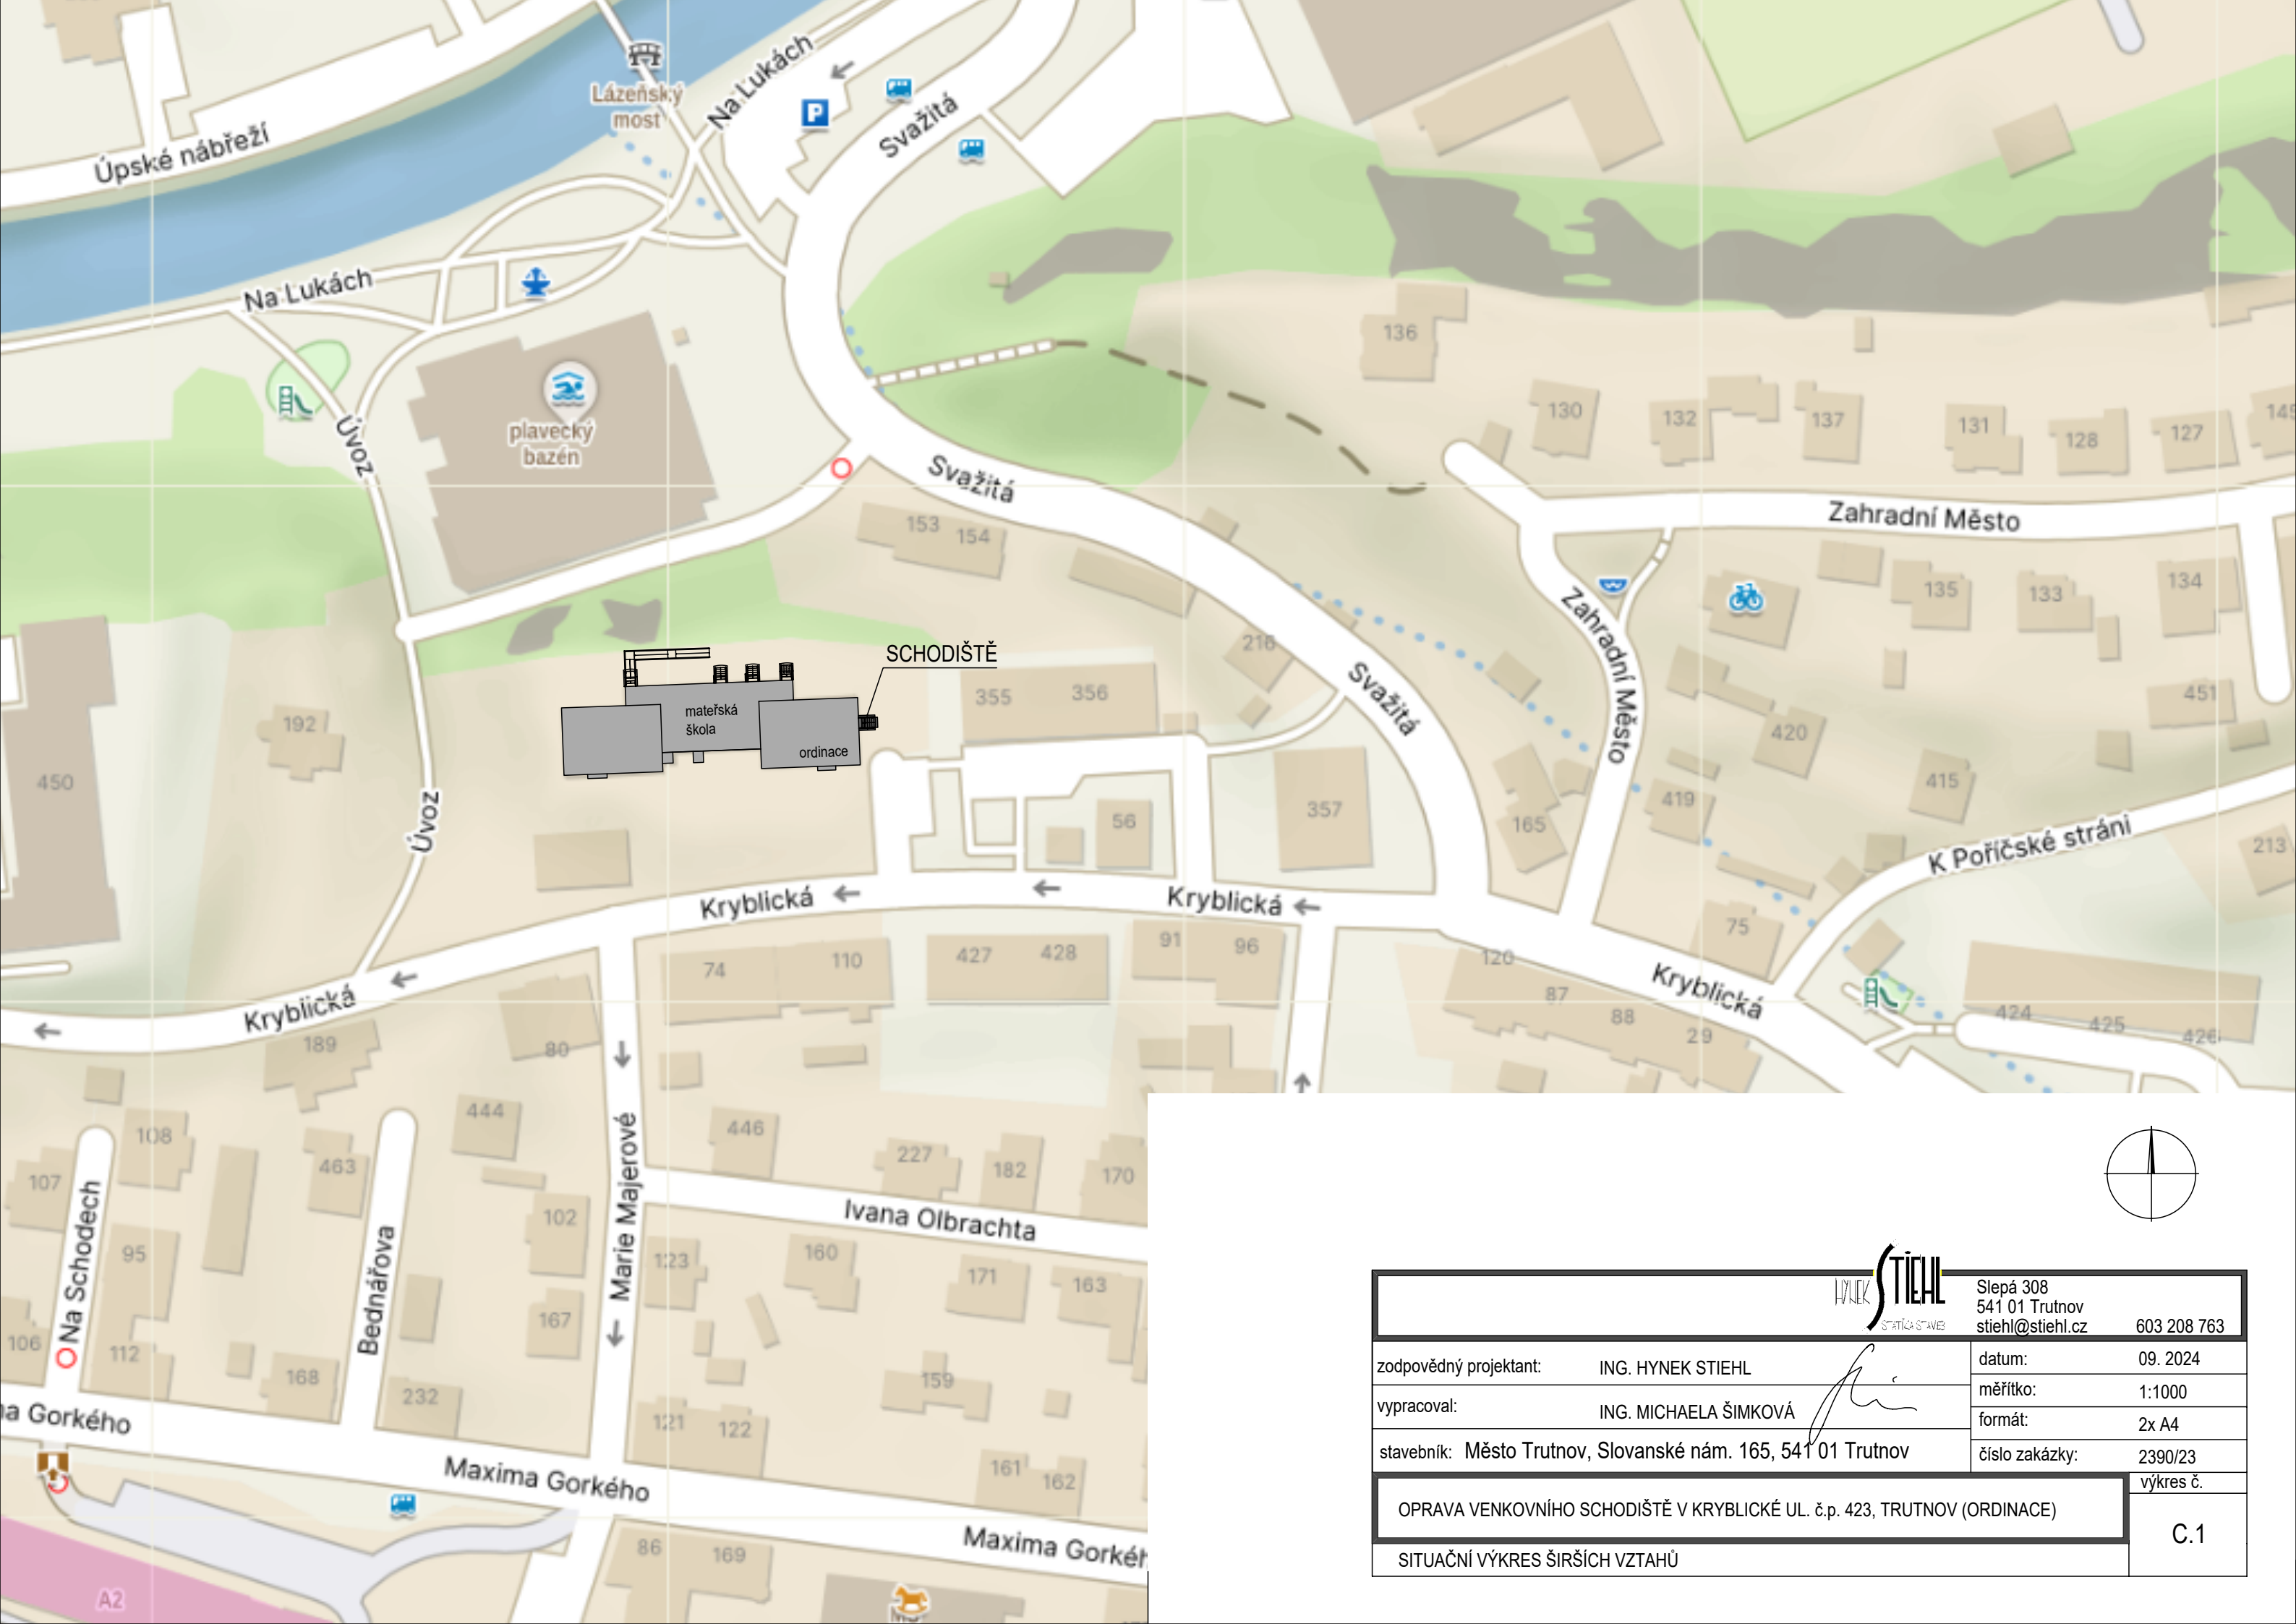 Na Lukách
Lázeňský
most
P
Svažitá
Úpské nábřeží
Na Lukách
136
130
132
137
131
128
127
145
plavecký
bazén
Úvoz
Svažitá
Zahradní Město
153
154
135
133
134
Zahradní Město
216
SCHODIŠTĚ
355
356
Svažitá
451
192
mateřská
škola
ordinace
420
450
415
419
357
56
165
Úvoz
K Poříčské stráni
213
Kryblická
Kryblická
75
74
110
427
428
91
96
120
Kryblická
87
88
29
Kryblická
424
425
426
189
80
444
108
446
463
227
182
170
107
Na Schodech
Marie Majerové
102
Ivana Olbrachta
95
Bednářova
123
160
171
163
167
106
112
168
159
232
121
122
na Gorkého
161
162
Maxima Gorkého
Maxima Gorkéh
86
169
A2
HYNEK STIEHL
STATIKA STAVEB
Slepá 308
541 01 Trutnov
stiehl@stiehl.cz 603 208 763
zodpovědný projektant: ING. HYNEK STIEHL
datum: 09. 2024
vypracoval: ING. MICHAELA ŠIMKOVÁ
měřítko: 1:1000
formát: 2x A4
stavebník: Město Trutnov, Slovanské nám. 165, 541 01 Trutnov
číslo zakázky: 2390/23
výkres č.
OPRAVA VENKOVNÍHO SCHODIŠTĚ V KRYBLICKÉ UL. č.p. 423, TRUTNOV (ORDINACE)
C.1
SITUAČNÍ VÝKRES ŠIRŠÍCH VZTAHŮ